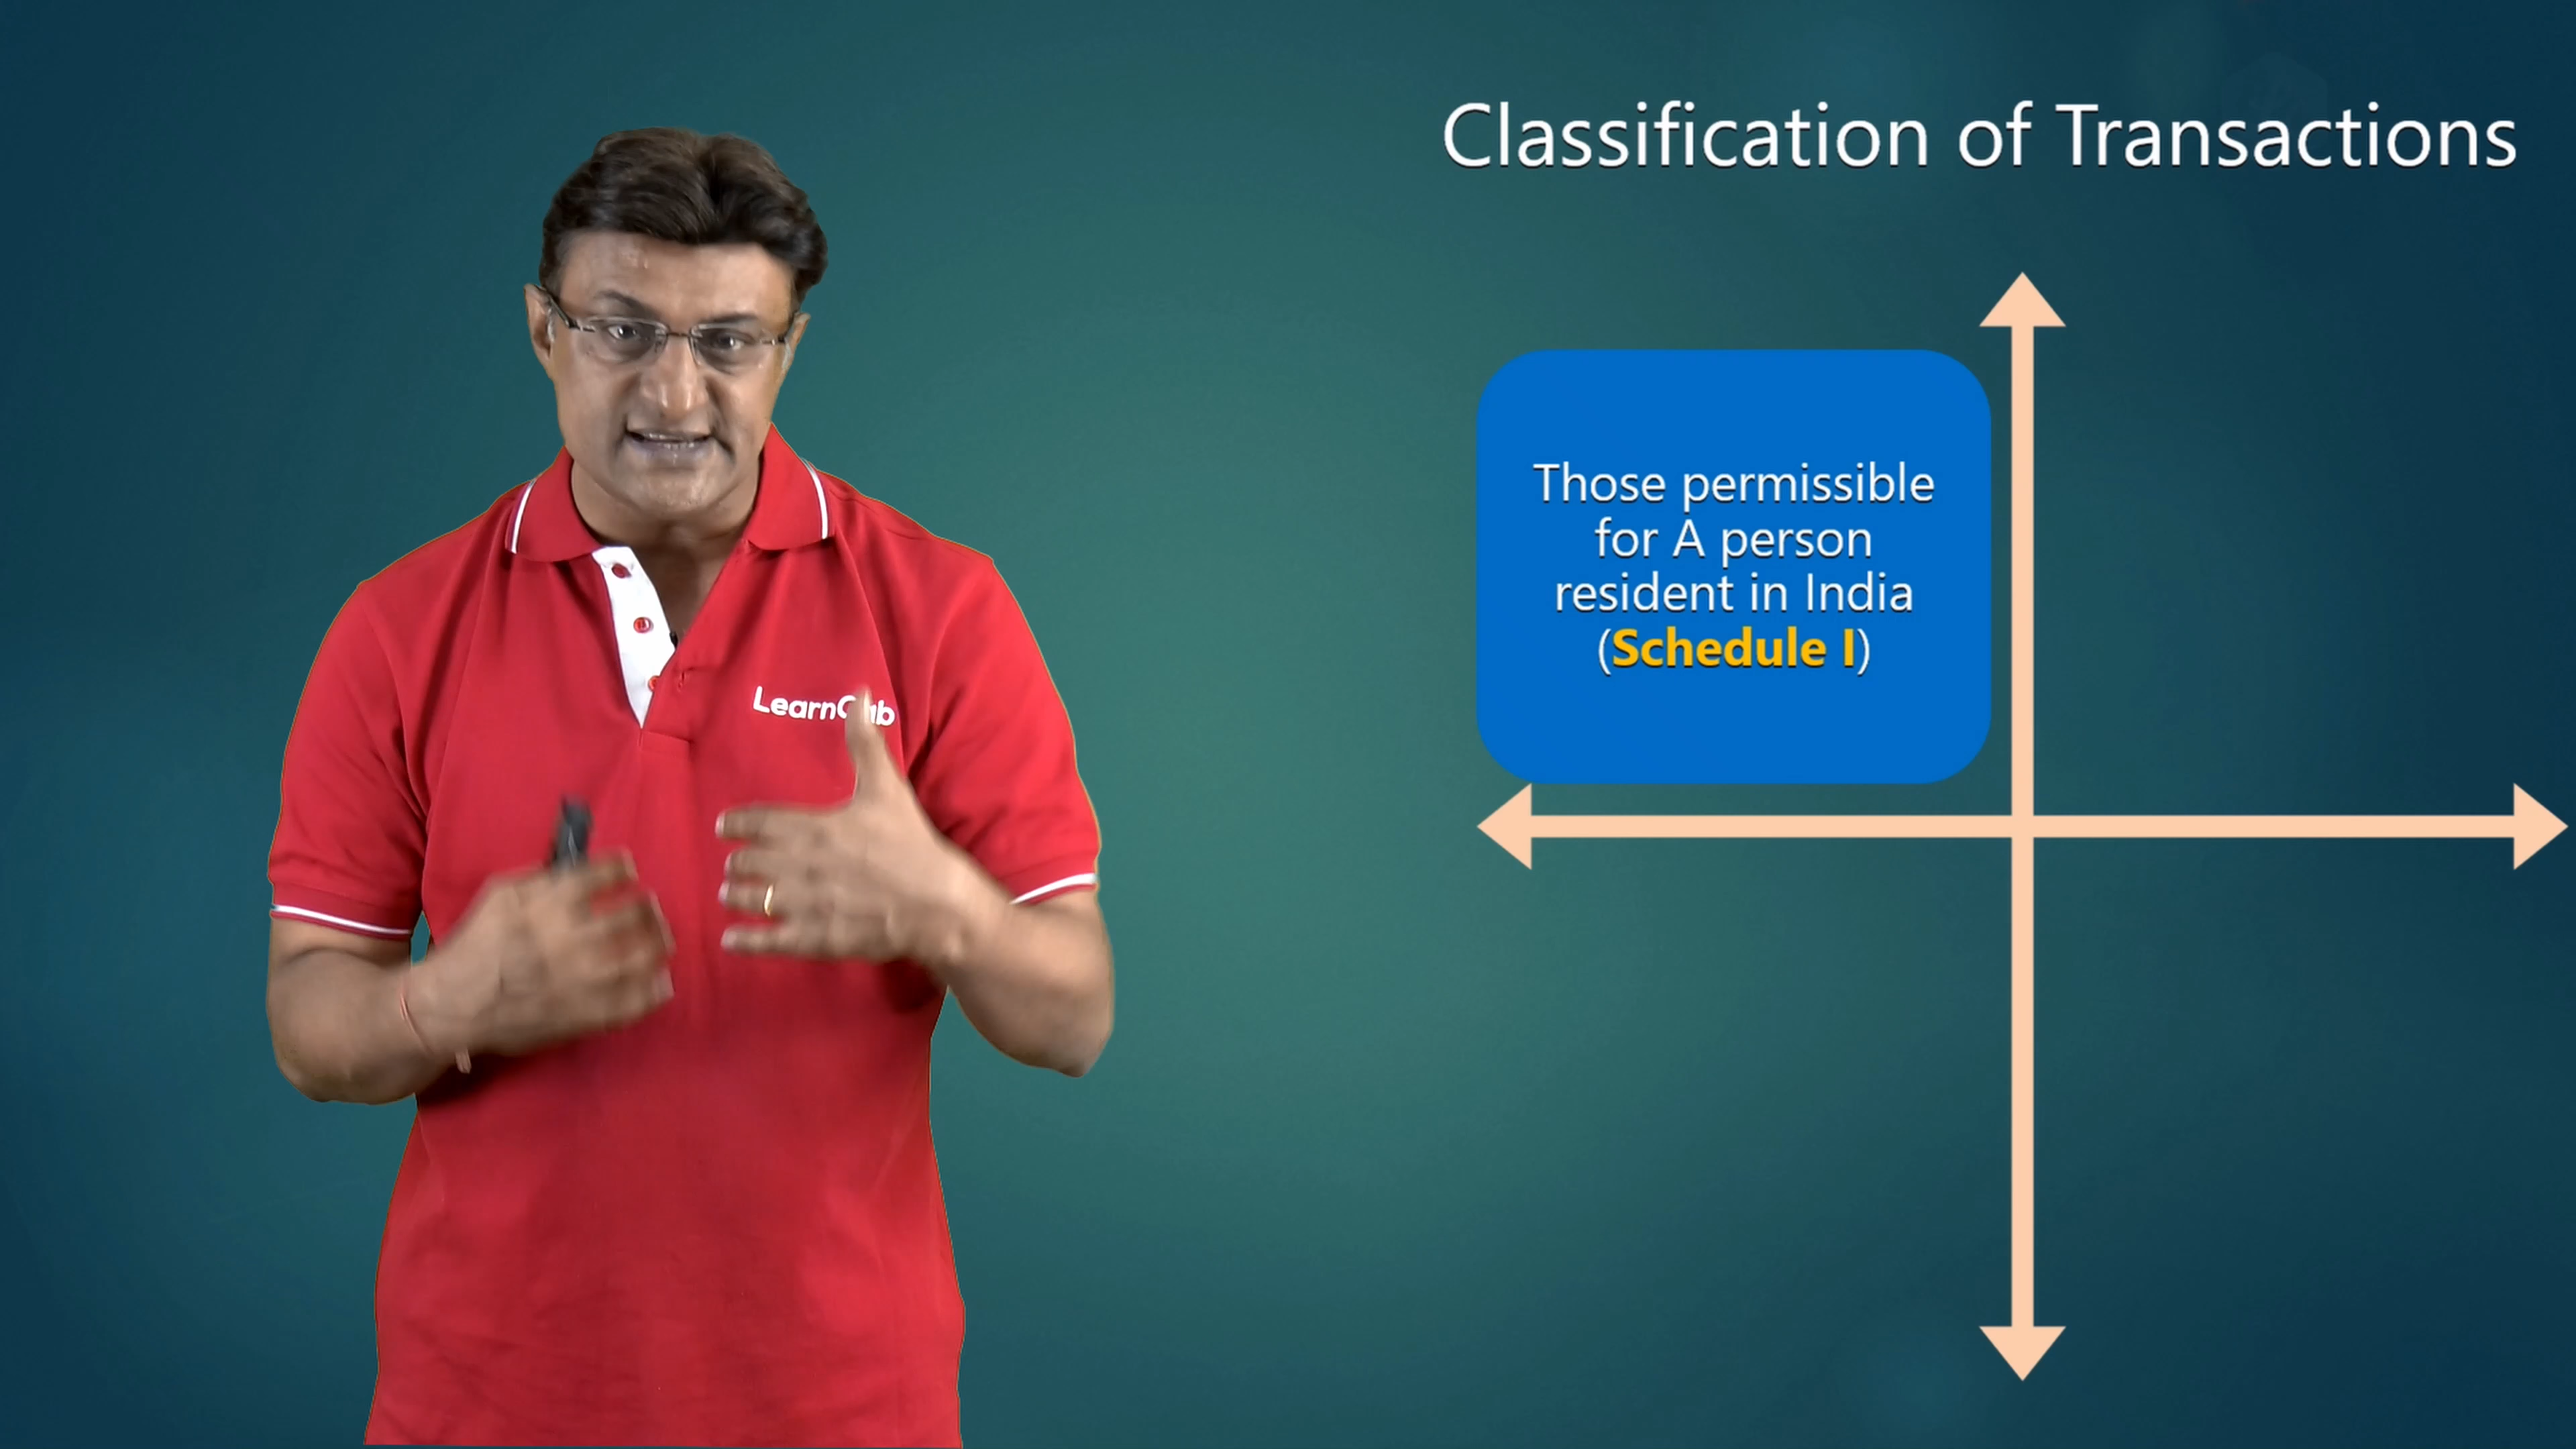 Classification of Transactions
Those permissible
for A person
resident in India
(Schedule I)